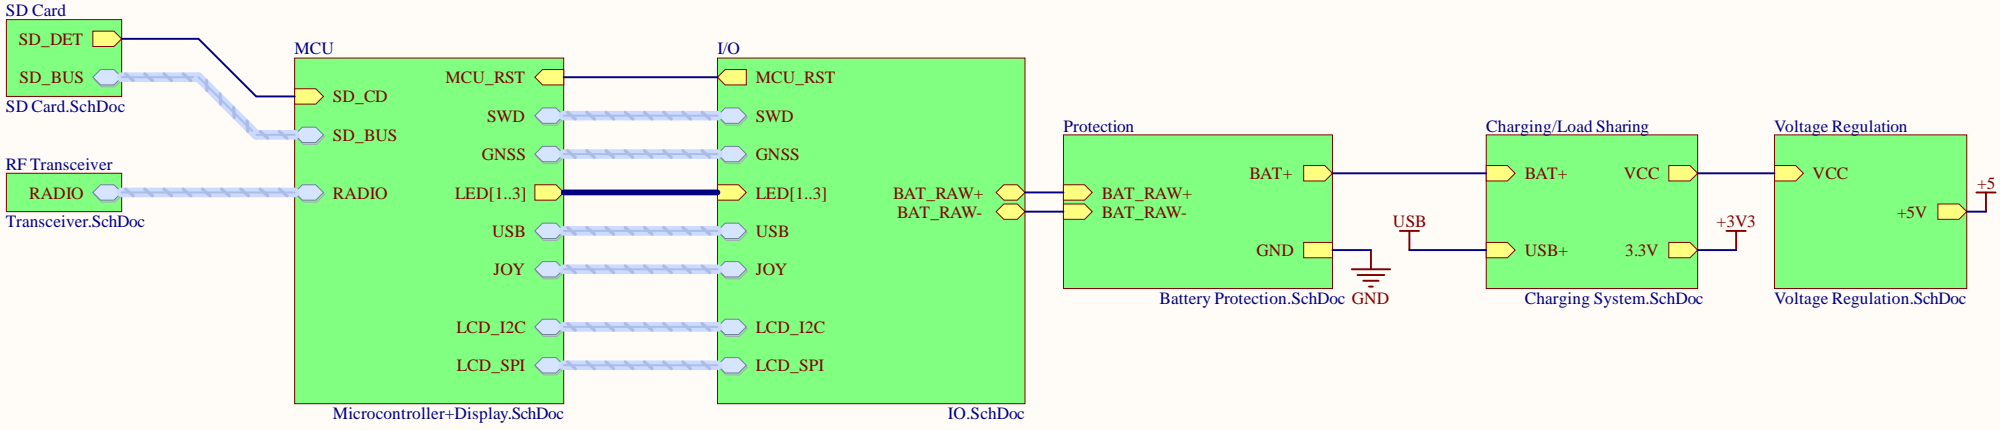 SD Card
SD_DET
SD_BUS
SD Card.SchDoc
RF Transceiver
RADIO
Transceiver.SchDoc
MCU
SD_CD
SD_BUS
RADIO
MCU_RST
SWD
GNSS
LED[1..3]
USB
JOY
LCD_I2C
LCD_SPI
Microcontroller+Display.SchDoc
I/O
MCU_RST
SWD
GNSS
LED[1..3]
USB
JOY
LCD_I2C
LCD_SPI
BAT_RAW+
BAT_RAW-
IO.SchDoc
Protection
BAT_RAW+
BAT_RAW-
BAT+
GND
Battery Protection.SchDoc
GND
USB
Charging/Load Sharing
BAT+
USB+
VCC
3.3V
Charging System.SchDoc
+3V3
Voltage Regulation
VCC
+5V
Voltage Regulation.SchDoc
+5